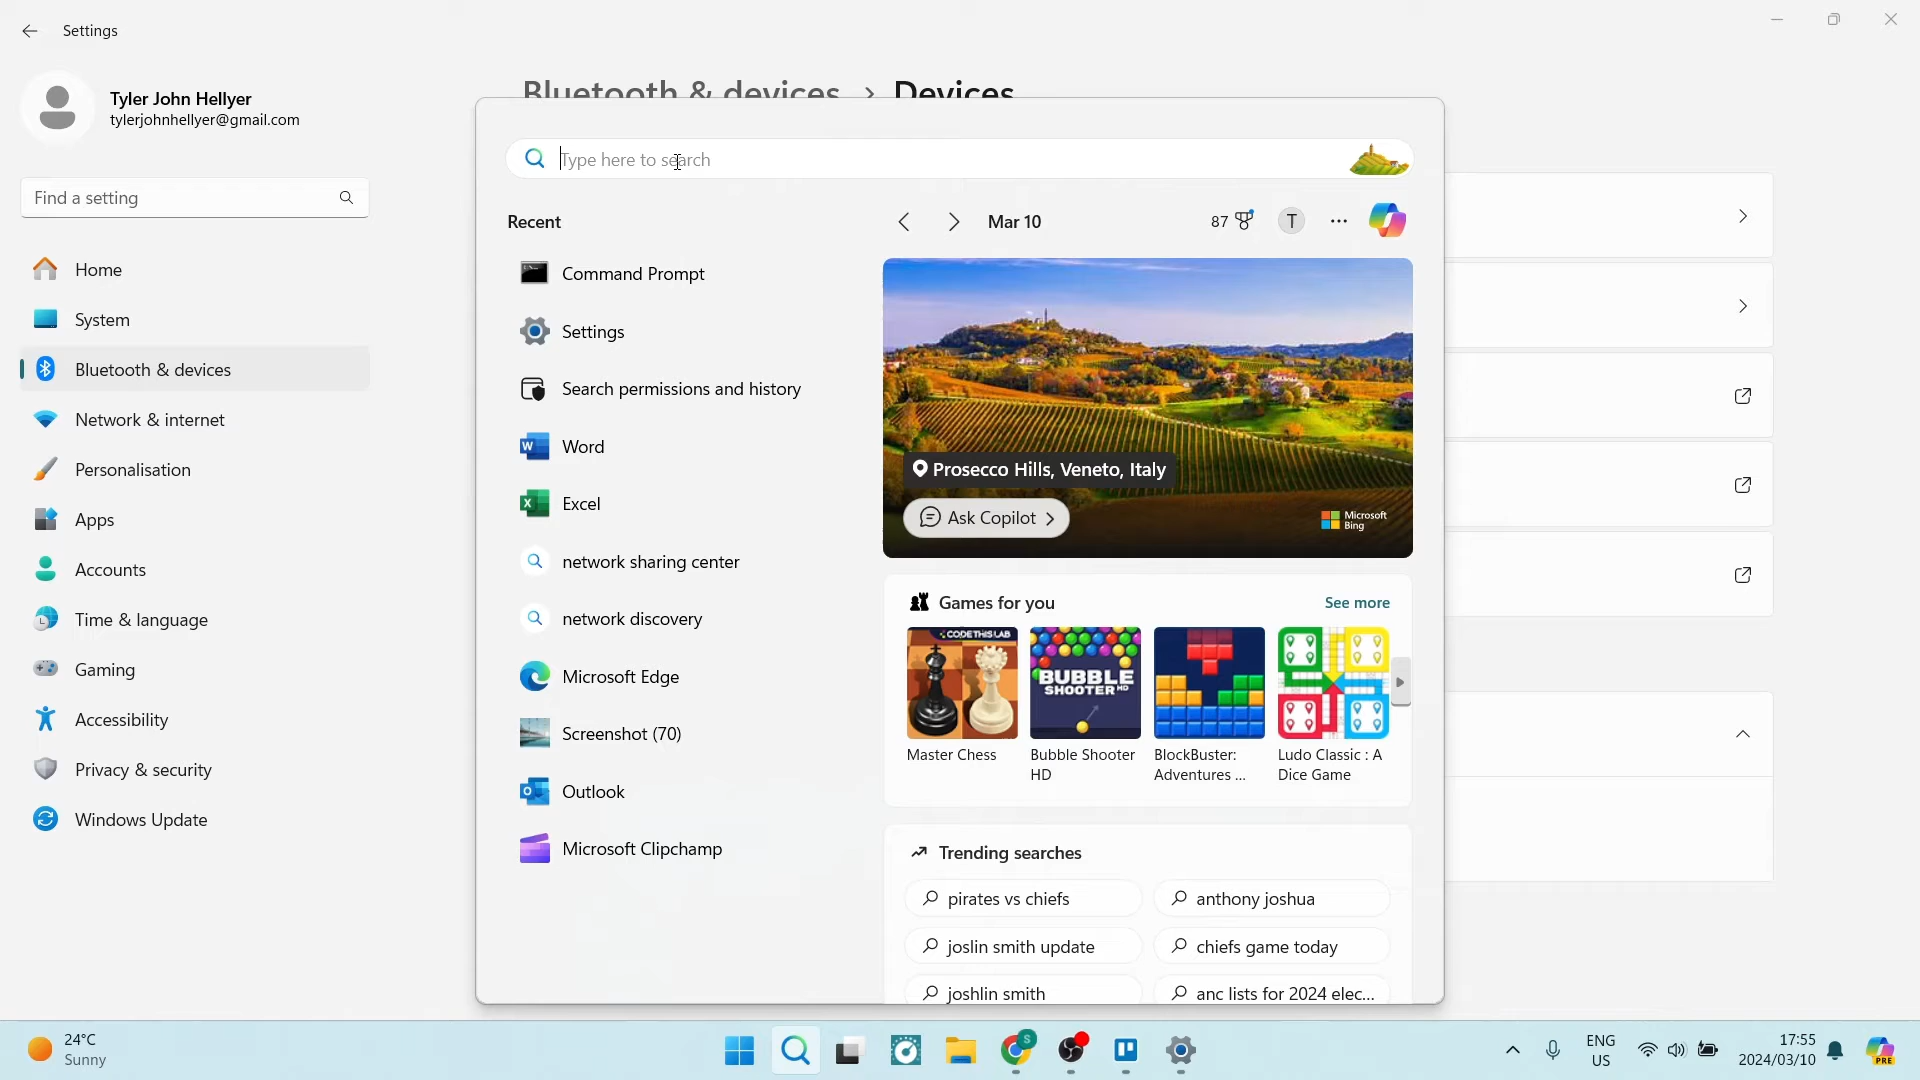 Settings
Tyler John Hellyer
tylerjohnhellyer@gmail.com
Find a setting
Home
System
Bluetooth & devices
Network & internet
Personalisation
Apps
Accounts
Time & language
Gaming
Accessibility
Privacy & security
Windows Update
Bluetooth & devices > Devices
Type here to search
Recent
Command Prompt
Settings
Search permissions and history
Word
Excel
network sharing center
network discovery
Microsoft Edge
Screenshot (70)
Outlook
Microsoft Clipchamp
Mar 10
87
T
Prosecco Hills, Veneto, Italy
Ask Copilot
Microsoft
Bing
Games for you
See more
CODETHISLAB
BUBBLE
SHOOTER HD
Master Chess
Bubble Shooter
HD
BlockBuster:
Adventures ...
Ludo Classic : A
Dice Game
Trending searches
pirates vs chiefs
anthony joshua
joslin smith update
chiefs game today
joshlin smith
anc lists for 2024 elec...
24°C
Sunny
S
ENG
US
17:55
2024/03/10
PRE